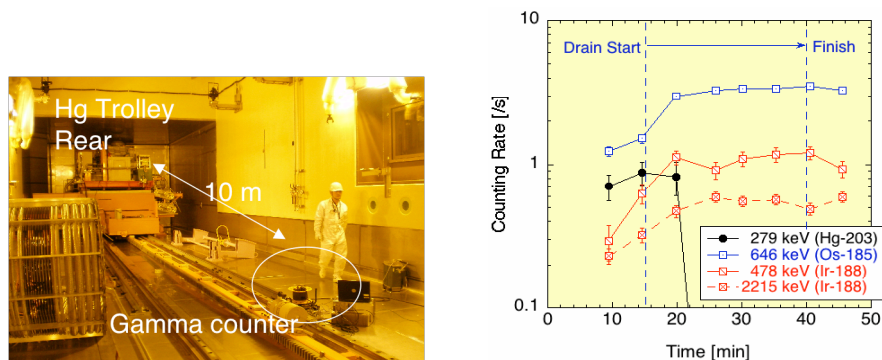 Hg Trolley
Rear
10 m
Gamma counter
10
1
0.1
Counting Rate [/s]
Drain Start
Finish
279 keV (Hg-203)
646 keV (Os-185)
478 keV (Ir-188)
2215 keV (Ir-188)
0 10 20 30 40 50
Time [min]